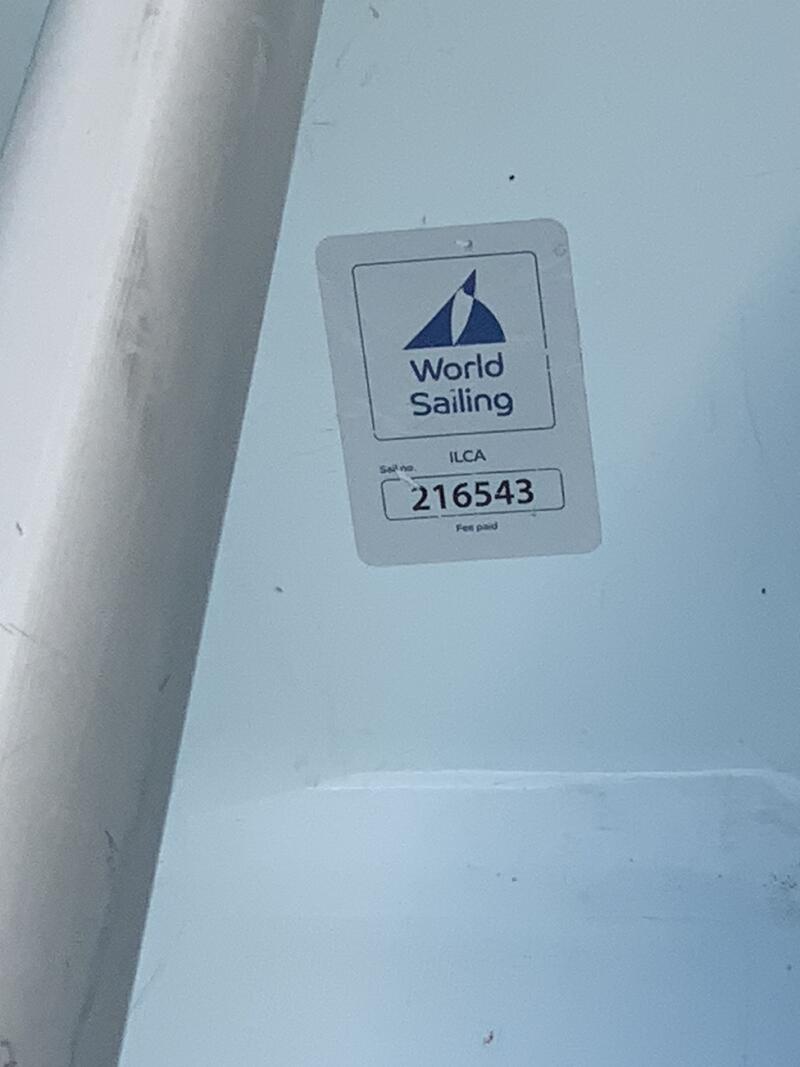 World
Sailing
ILCA
Sail no.
216543
Fee paid